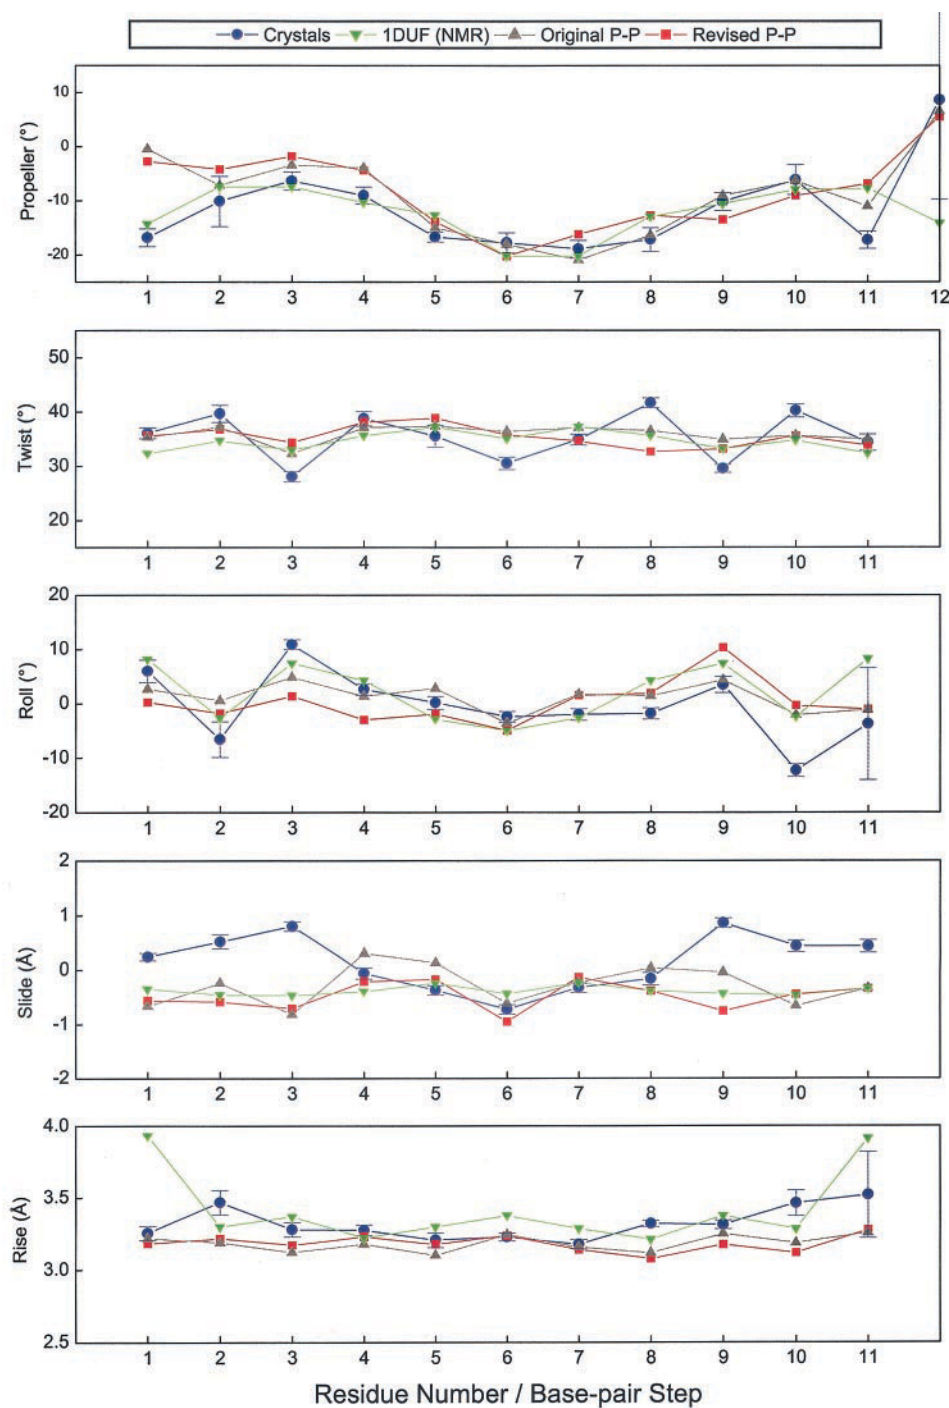 Crystals 1DUF (NMR) Original P-P Revised P-P
Propeller (°)
10
0
-10
-20
1 2 3 4 5 6 7 8 9 10 11 12
Twist (°)
50
40
30
20
1 2 3 4 5 6 7 8 9 10 11
Roll (°)
20
10
0
-10
-20
1 2 3 4 5 6 7 8 9 10 11
Slide (Å)
2
1
0
-1
-2
1 2 3 4 5 6 7 8 9 10 11
Rise (Å)
4.0
3.5
3.0
2.5
1 2 3 4 5 6 7 8 9 10 11
Residue Number / Base-pair Step